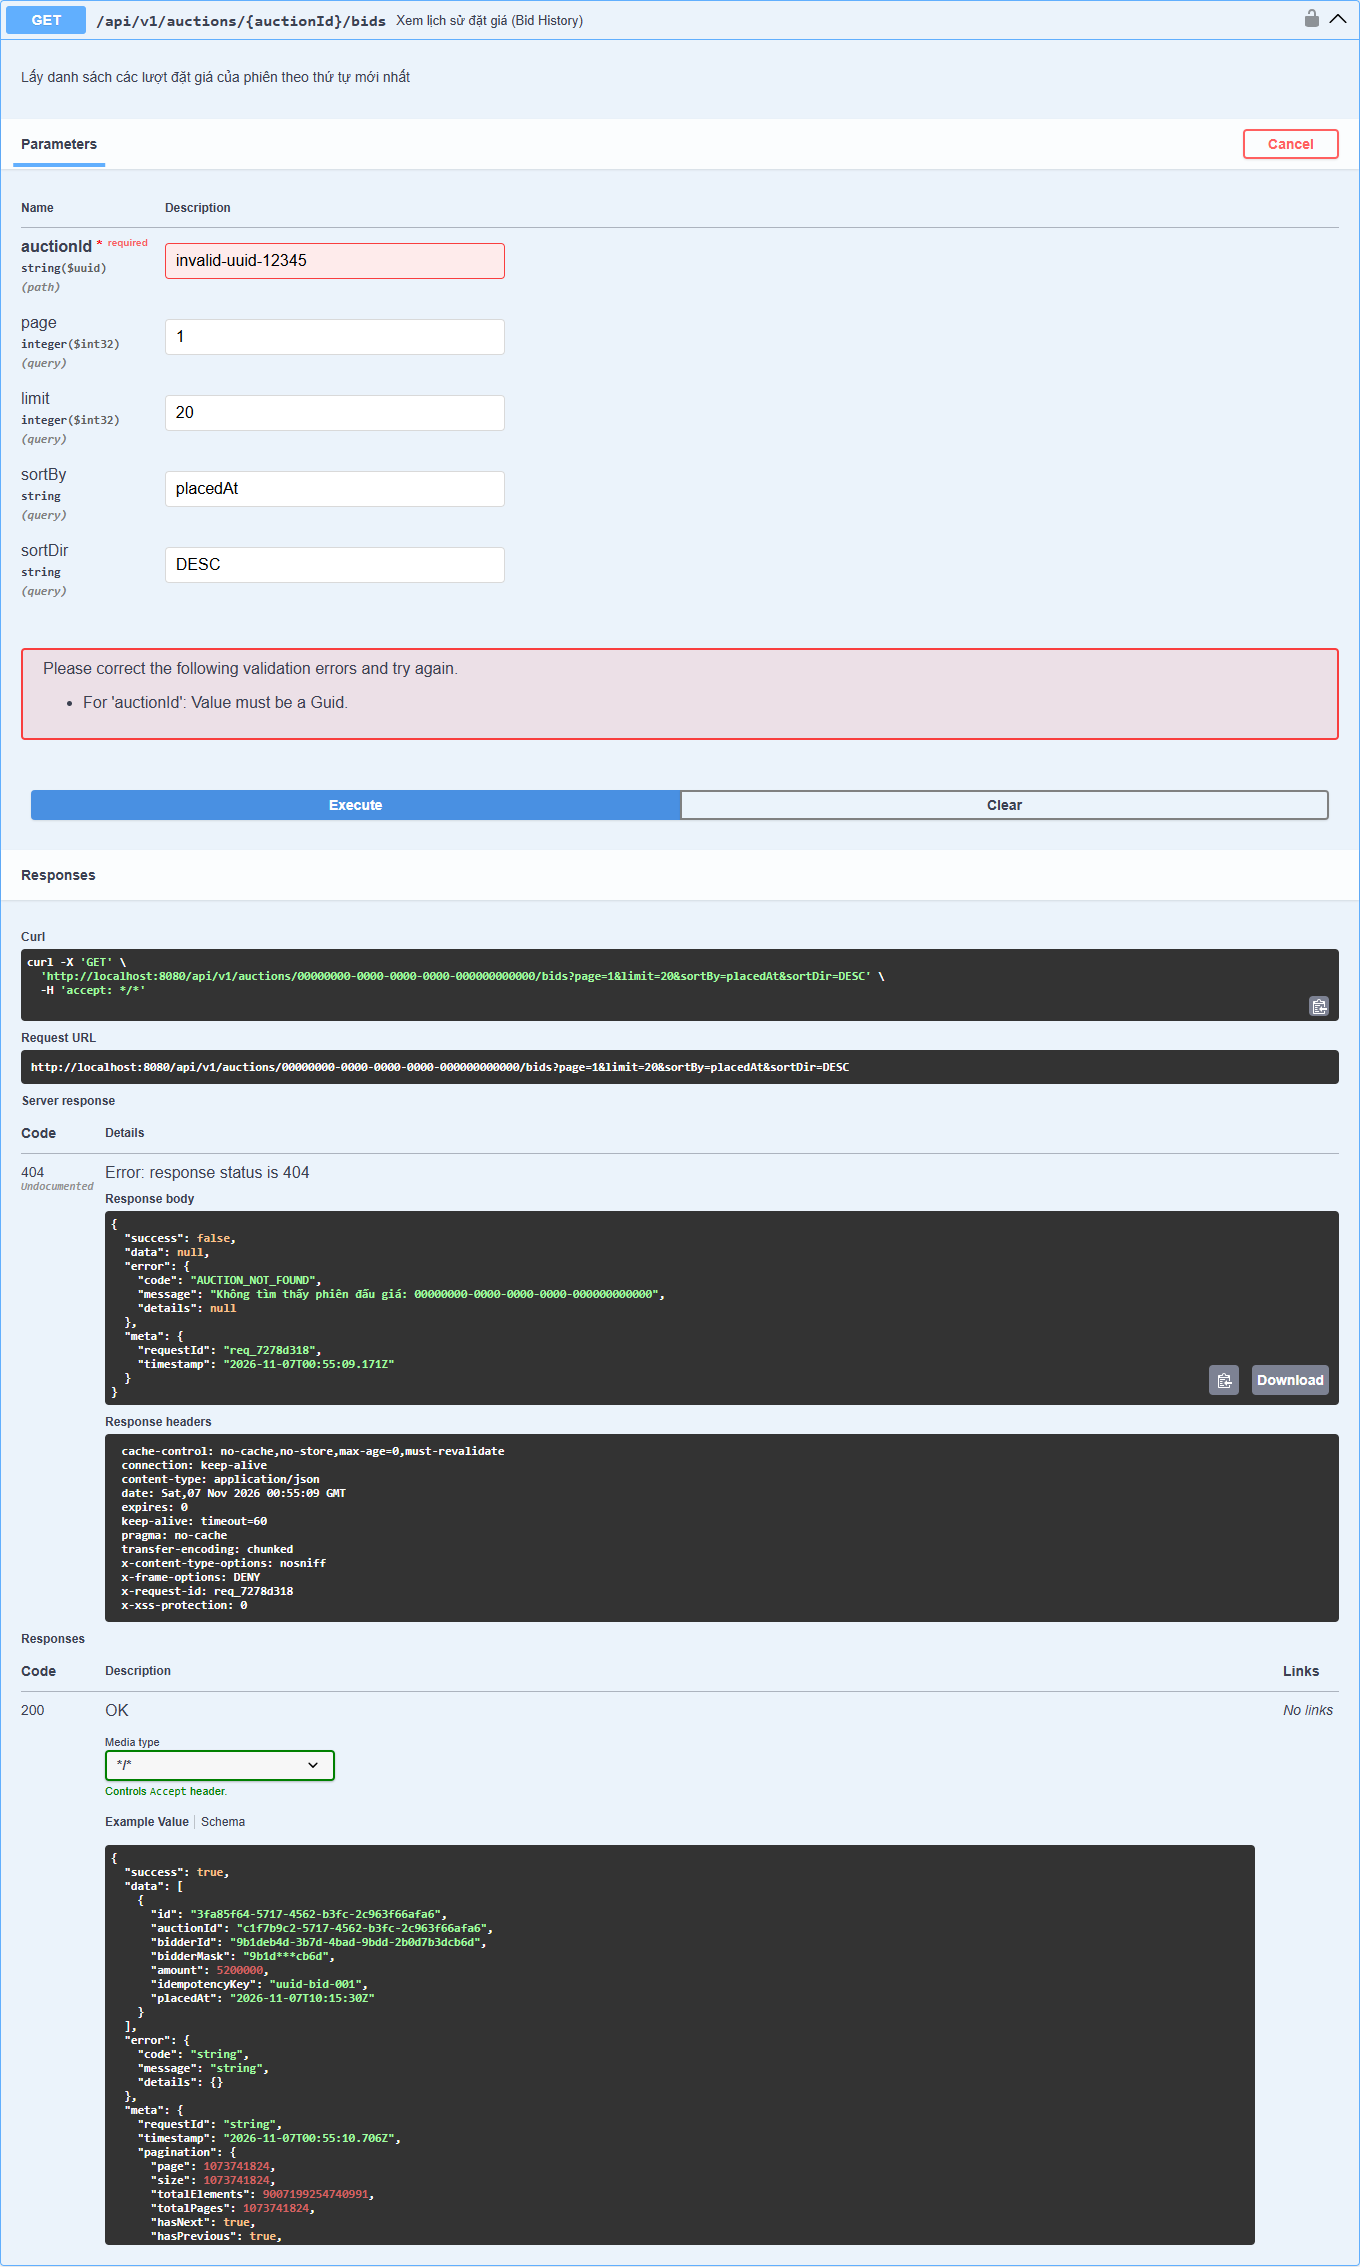 GET /api/v1/auctions/{auctionId}/bids Xem lịch sử đặt giá (Bid History)
Lấy danh sách các lượt đặt giá của phiên theo thứ tự mới nhất
Parameters
Cancel
Name Description
auctionId * required
string($uuid)
(path)
invalid-uuid-12345
page
integer($int32)
(query)
1
limit
integer($int32)
(query)
20
sortBy
string
(query)
placedAt
sortDir
string
(query)
DESC
Please correct the following validation errors and try again.
• For 'auctionId': Value must be a Guid.
Execute
Clear
Responses
Curl
curl -X 'GET' \
  'http://localhost:8080/api/v1/auctions/00000000-0000-0000-0000-000000000000/bids?page=1&limit=20&sortBy=placedAt&sortDir=DESC' \
  -H 'accept: */*'
Request URL
http://localhost:8080/api/v1/auctions/00000000-0000-0000-0000-000000000000/bids?page=1&limit=20&sortBy=placedAt&sortDir=DESC
Server response
Code Details
404
Undocumented
Error: response status is 404
Response body
{
  "success": false,
  "data": null,
  "error": {
    "code": "AUCTION_NOT_FOUND",
    "message": "Không tìm thấy phiên đấu giá: 00000000-0000-0000-0000-000000000000",
    "details": null
  },
  "meta": {
    "requestId": "req_7278d318",
    "timestamp": "2026-11-07T00:55:09.171Z"
  }
}
Download
Response headers
cache-control: no-cache,no-store,max-age=0,must-revalidate
connection: keep-alive
content-type: application/json
date: Sat,07 Nov 2026 00:55:09 GMT
expires: 0
keep-alive: timeout=60
pragma: no-cache
transfer-encoding: chunked
x-content-type-options: nosniff
x-frame-options: DENY
x-request-id: req_7278d318
x-xss-protection: 0
Responses
Code Description Links
200 OK No links
Media type
*/*
Controls Accept header.
Example Value Schema
{
  "success": true,
  "data": [
    {
      "id": "3fa85f64-5717-4562-b3fc-2c963f66afa6",
      "auctionId": "c1f7b9c2-5717-4562-b3fc-2c963f66afa6",
      "bidderId": "9b1deb4d-3b7d-4bad-9bdd-2b0d7b3dcb6d",
      "bidderMask": "9b1d***cb6d",
      "amount": 5200000,
      "idempotencyKey": "uuid-bid-001",
      "placedAt": "2026-11-07T10:15:30Z"
    }
  ],
  "error": {
    "code": "string",
    "message": "string",
    "details": {}
  },
  "meta": {
    "requestId": "string",
    "timestamp": "2026-11-07T00:55:10.706Z",
    "pagination": {
      "page": 1073741824,
      "size": 1073741824,
      "totalElements": 9007199254740991,
      "totalPages": 1073741824,
      "hasNext": true,
      "hasPrevious": true,